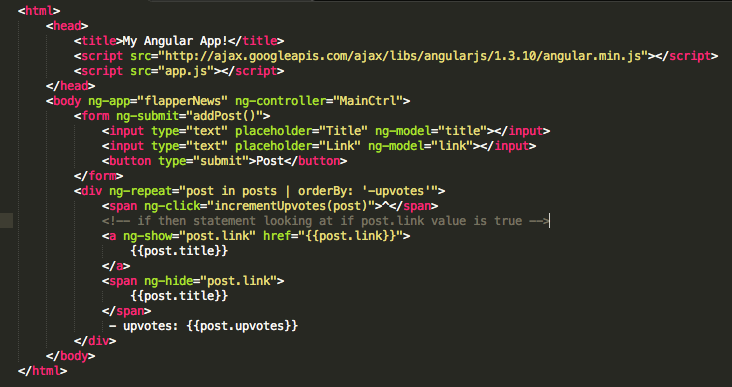 <html>
<head>
<title>My Angular App!</title>
<script src="http://ajax.googleapis.com/ajax/libs/angularjs/1.3.10/angular.min.js"></script>
<script src="app.js"></script>
</head>
<body ng-app="flapperNews" ng-controller="MainCtrl">
<form ng-submit="addPost()">
<input type="text" placeholder="Title" ng-model="title"></input>
<input type="text" placeholder="Link" ng-model="link"></input>
<button type="submit">Post</button>
</form>
<div ng-repeat="post in posts | orderBy: '-upvotes'">
<span ng-click="incrementUpvotes(post)">^</span>
<!-- if then statement looking at if post.link value is true -->
<a ng-show="post.link" href="{{post.link}}">
{{post.title}}
</a>
<span ng-hide="post.link">
{{post.title}}
</span>
- upvotes: {{post.upvotes}}
</div>
</body>
</html>